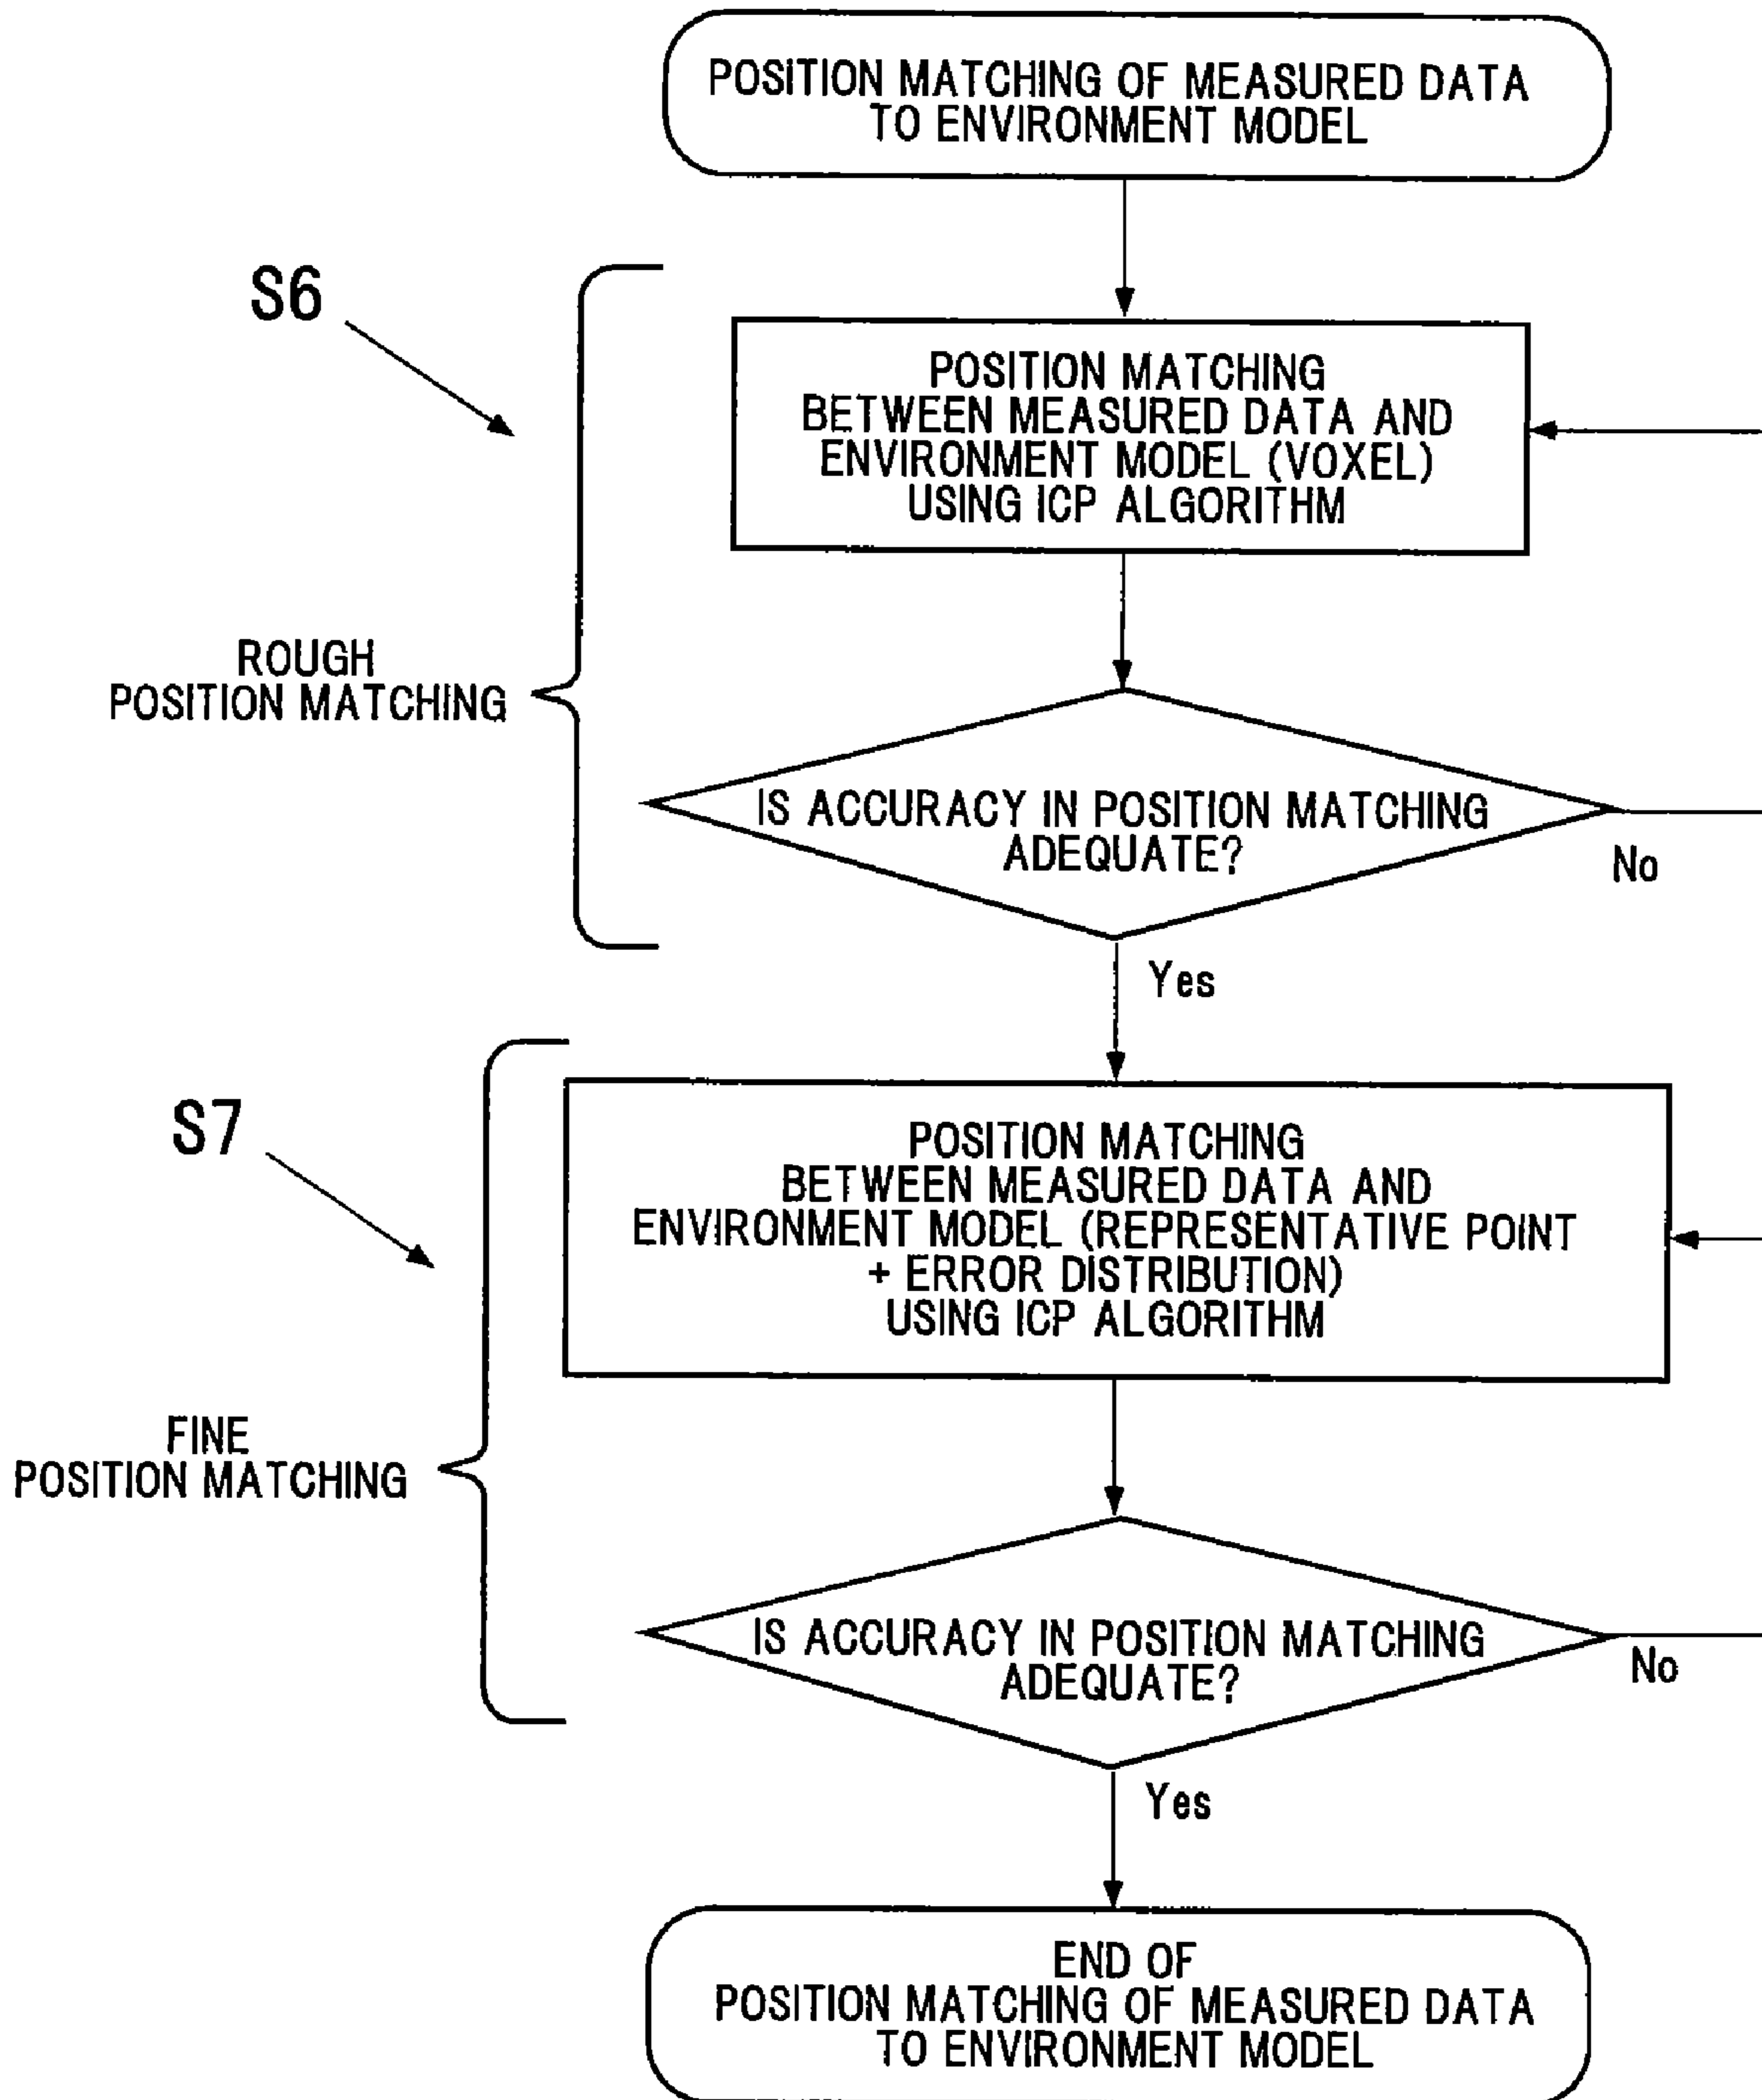 POSITION MATCHING OF MEASURED DATA
TO ENVIRONMENT MODEL
S6
POSITION MATCHING
BETWEEN MEASURED DATA AND
ENVIRONMENT MODEL (VOXEL)
USING ICP ALGORITHM
ROUGH
POSITION MATCHING
IS ACCURACY IN POSITION MATCHING
ADEQUATE?
No
Yes
S7
POSITION MATCHING
BETWEEN MEASURED DATA AND
ENVIRONMENT MODEL (REPRESENTATIVE POINT
+ ERROR DISTRIBUTION)
USING ICP ALGORITHM
FINE
POSITION MATCHING
IS ACCURACY IN POSITION MATCHING
ADEQUATE?
No
Yes
END OF
POSITION MATCHING OF MEASURED DATA
TO ENVIRONMENT MODEL